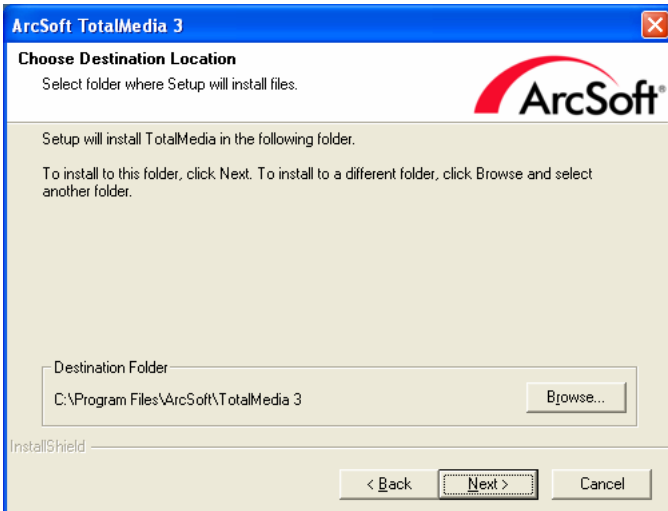 ArcSoft TotalMedia 3
Choose Destination Location
Select folder where Setup will install files.
ArcSoft®
Setup will install TotalMedia in the following folder.
To install to this folder, click Next. To install to a different folder, click Browse and select
another folder.
Destination Folder
C:\Program Files\ArcSoft\TotalMedia 3
Browse...
InstallShield
< Back
Next >
Cancel